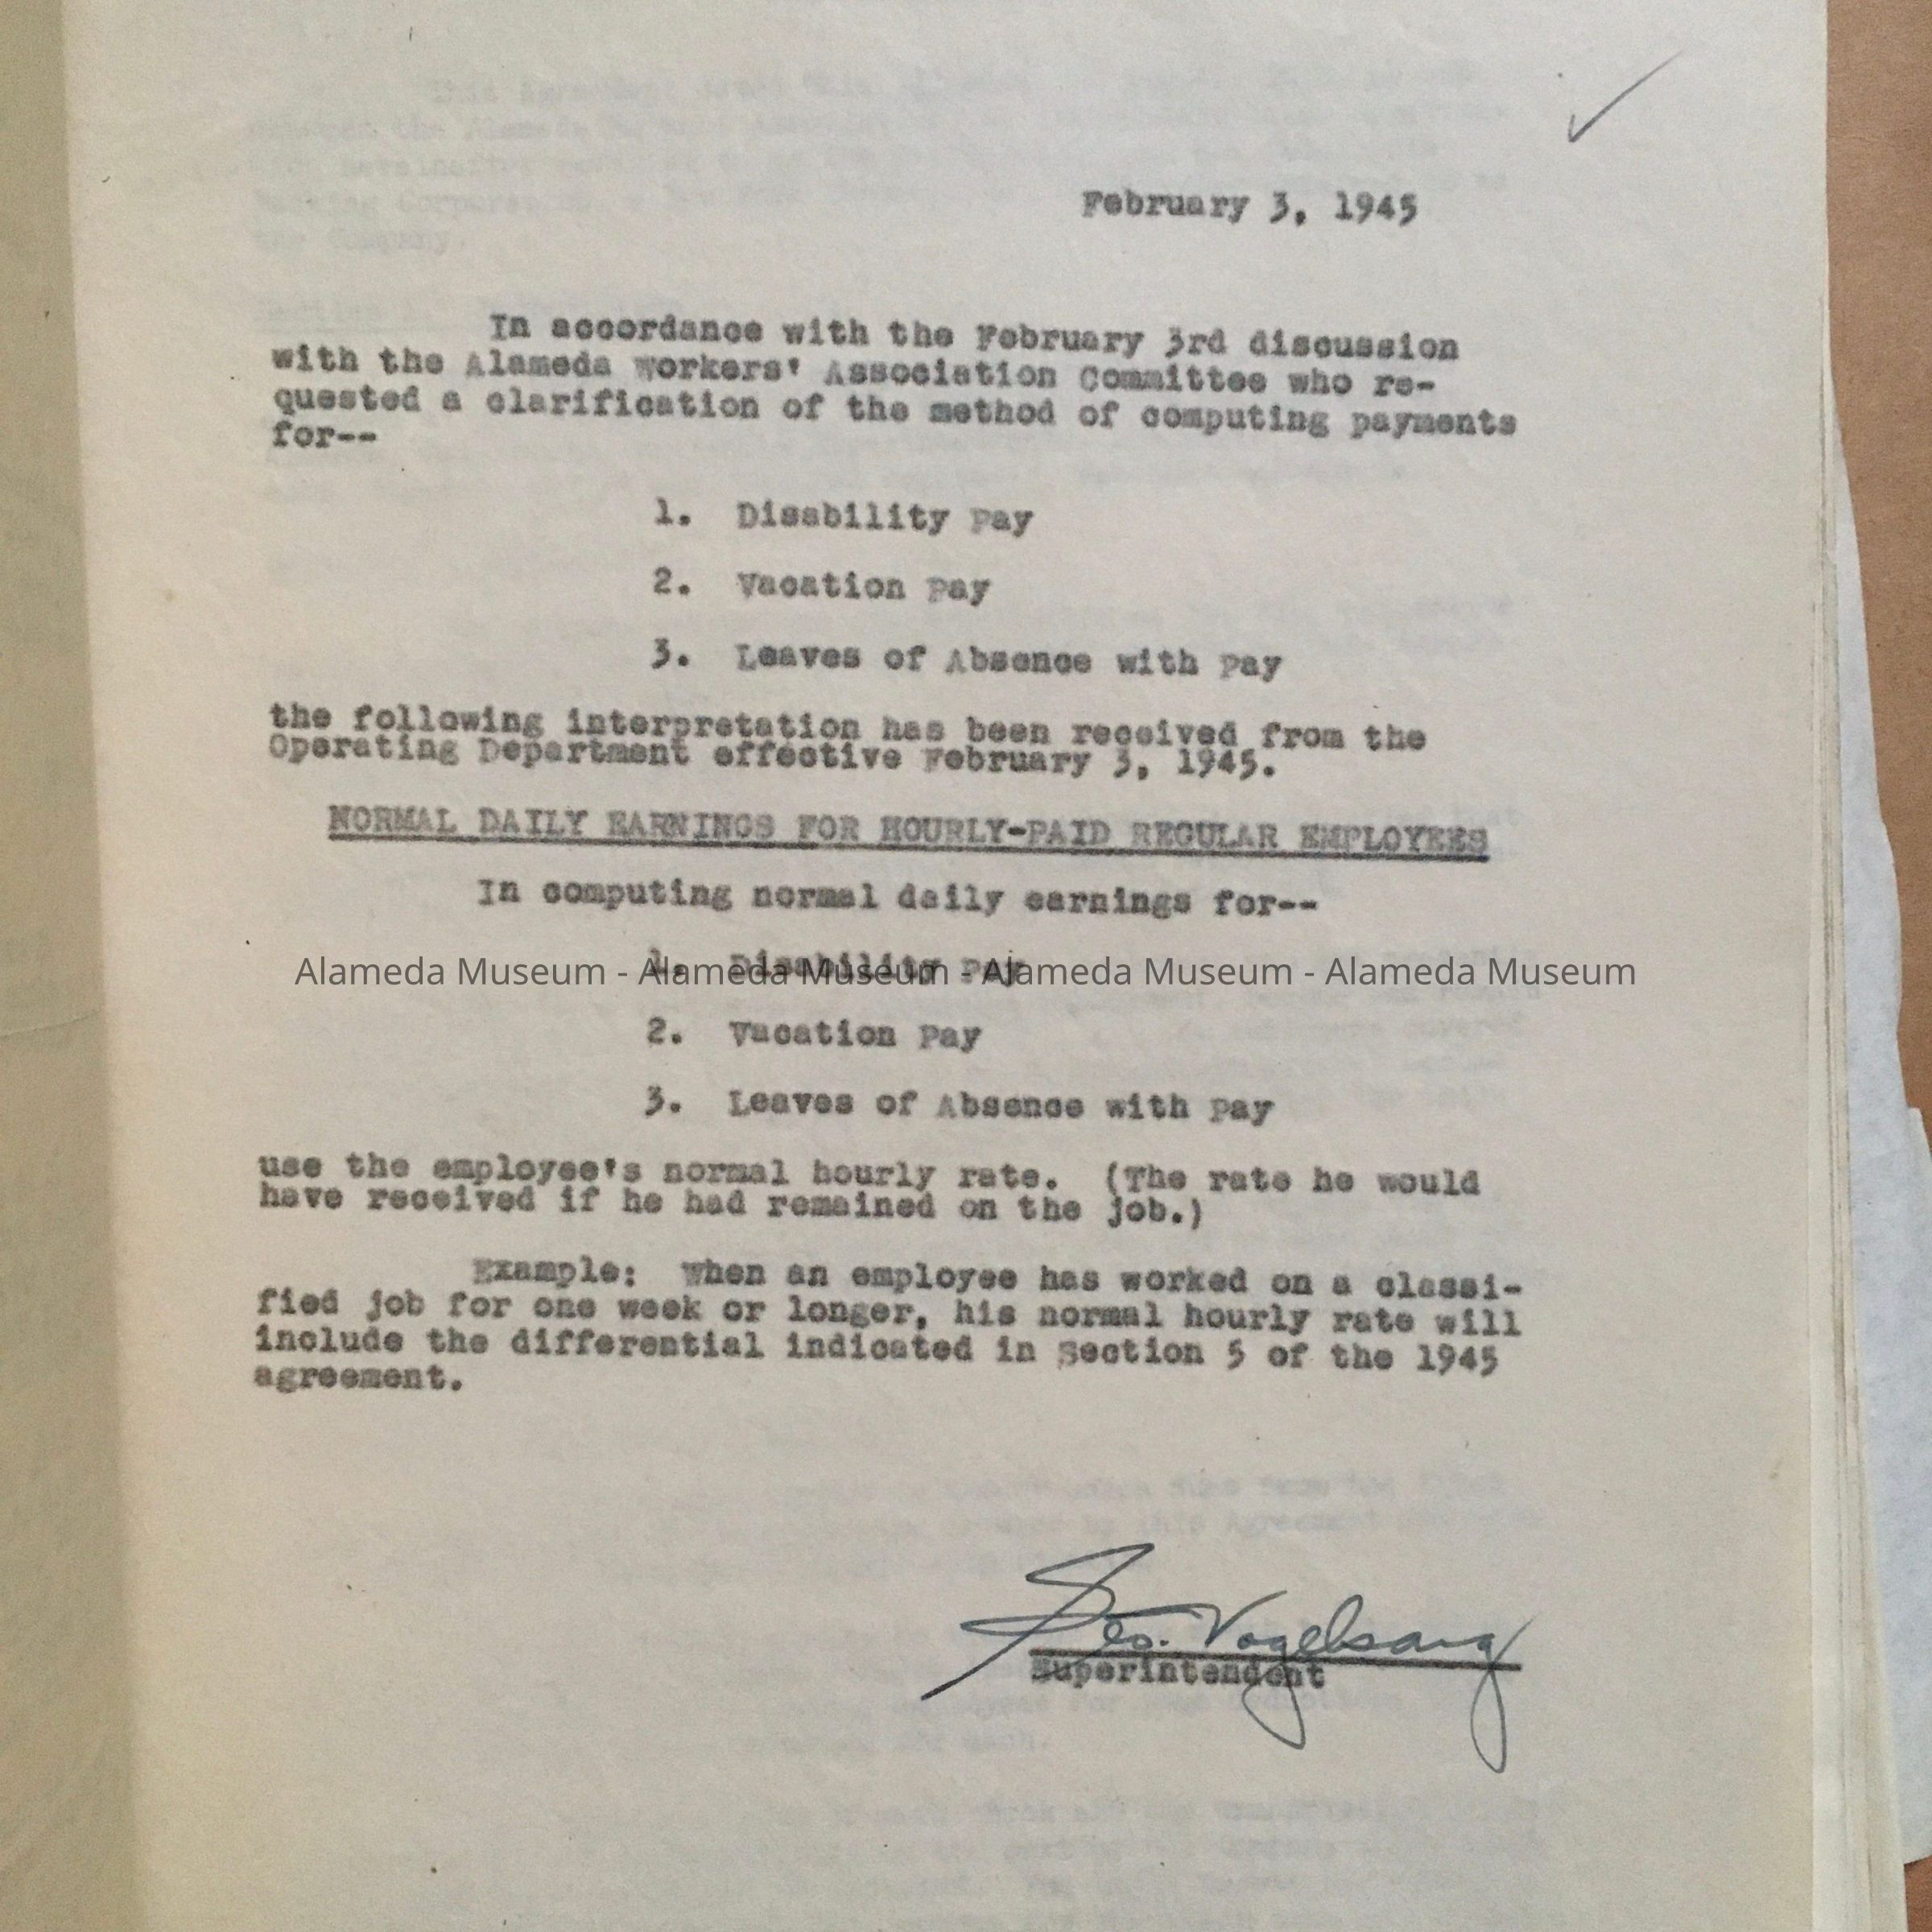 February 3, 1945
In accordance with the February 3rd discussion
with the Alameda Workers' Association Committee who re-
quested a clarification of the method of computing payments
for--
1. Disability Pay
2. Vacation Pay
3. Leaves of Absence with Pay
the following interpretation has been received from the
Operating Department effective February 3, 1945.
NORMAL DAILY EARNINGS FOR HOURLY-PAID REGULAR EMPLOYEES
In computing normal daily earnings for--
1. Disability Pay
Alameda Museum - Alameda Museum - Alameda Museum - Alameda Museum
2. Vacation Pay
3. Leaves of Absence with Pay
use the employee's normal hourly rate. (The rate he would
have received if he had remained on the job.)
Example: When an employee has worked on a classi-
fied job for one week or longer, his normal hourly rate will
include the differential indicated in Section 5 of the 1945
agreement.
Geo. Vogelsang
Superintendent